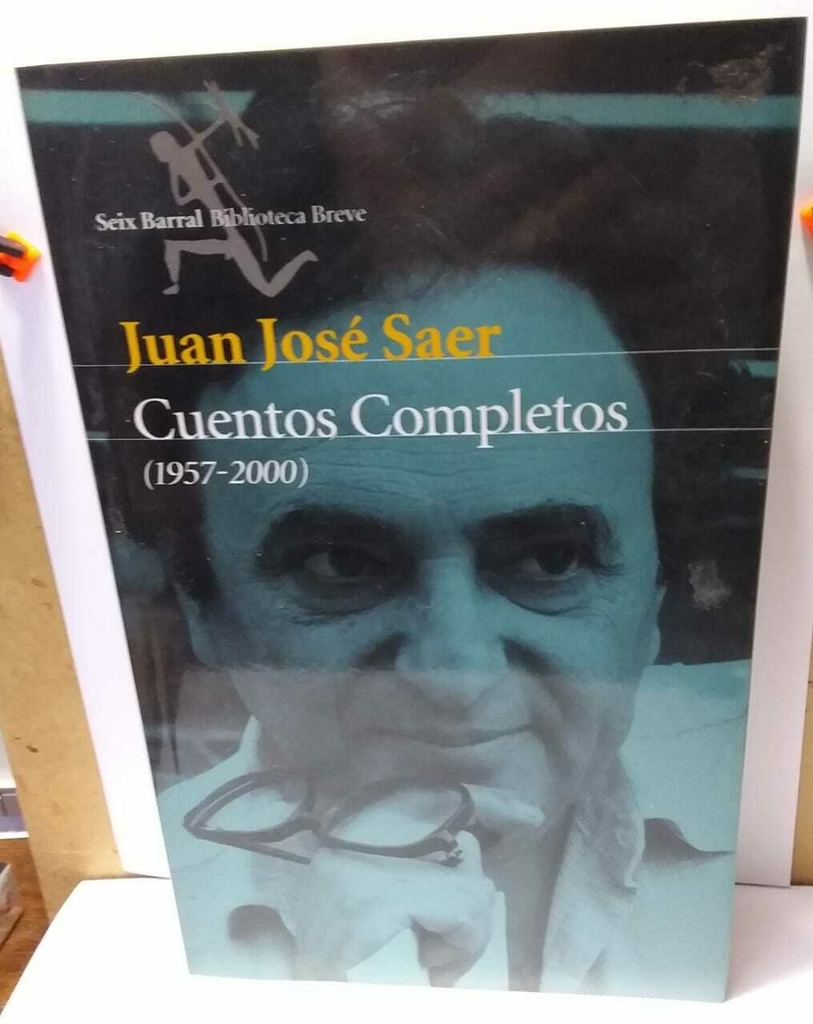 Seix Barral Biblioteca Breve
Juan José Saer
Cuentos Completos
(1957-2000)